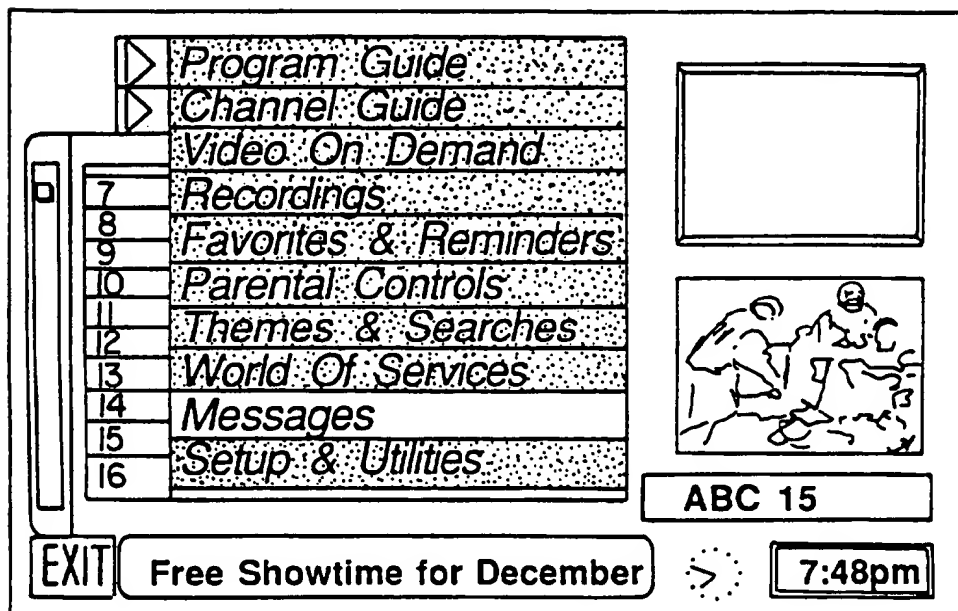 Program Guide
Channel Guide
Video On Demand
7 Recordings
8
Favorites & Reminders
9
10 Parental Controls
11
Themes & Searches
12
13 World Of Services
14
Messages
15
Setup & Utilities
16
ABC 15
EXIT Free Showtime for December 7:48pm